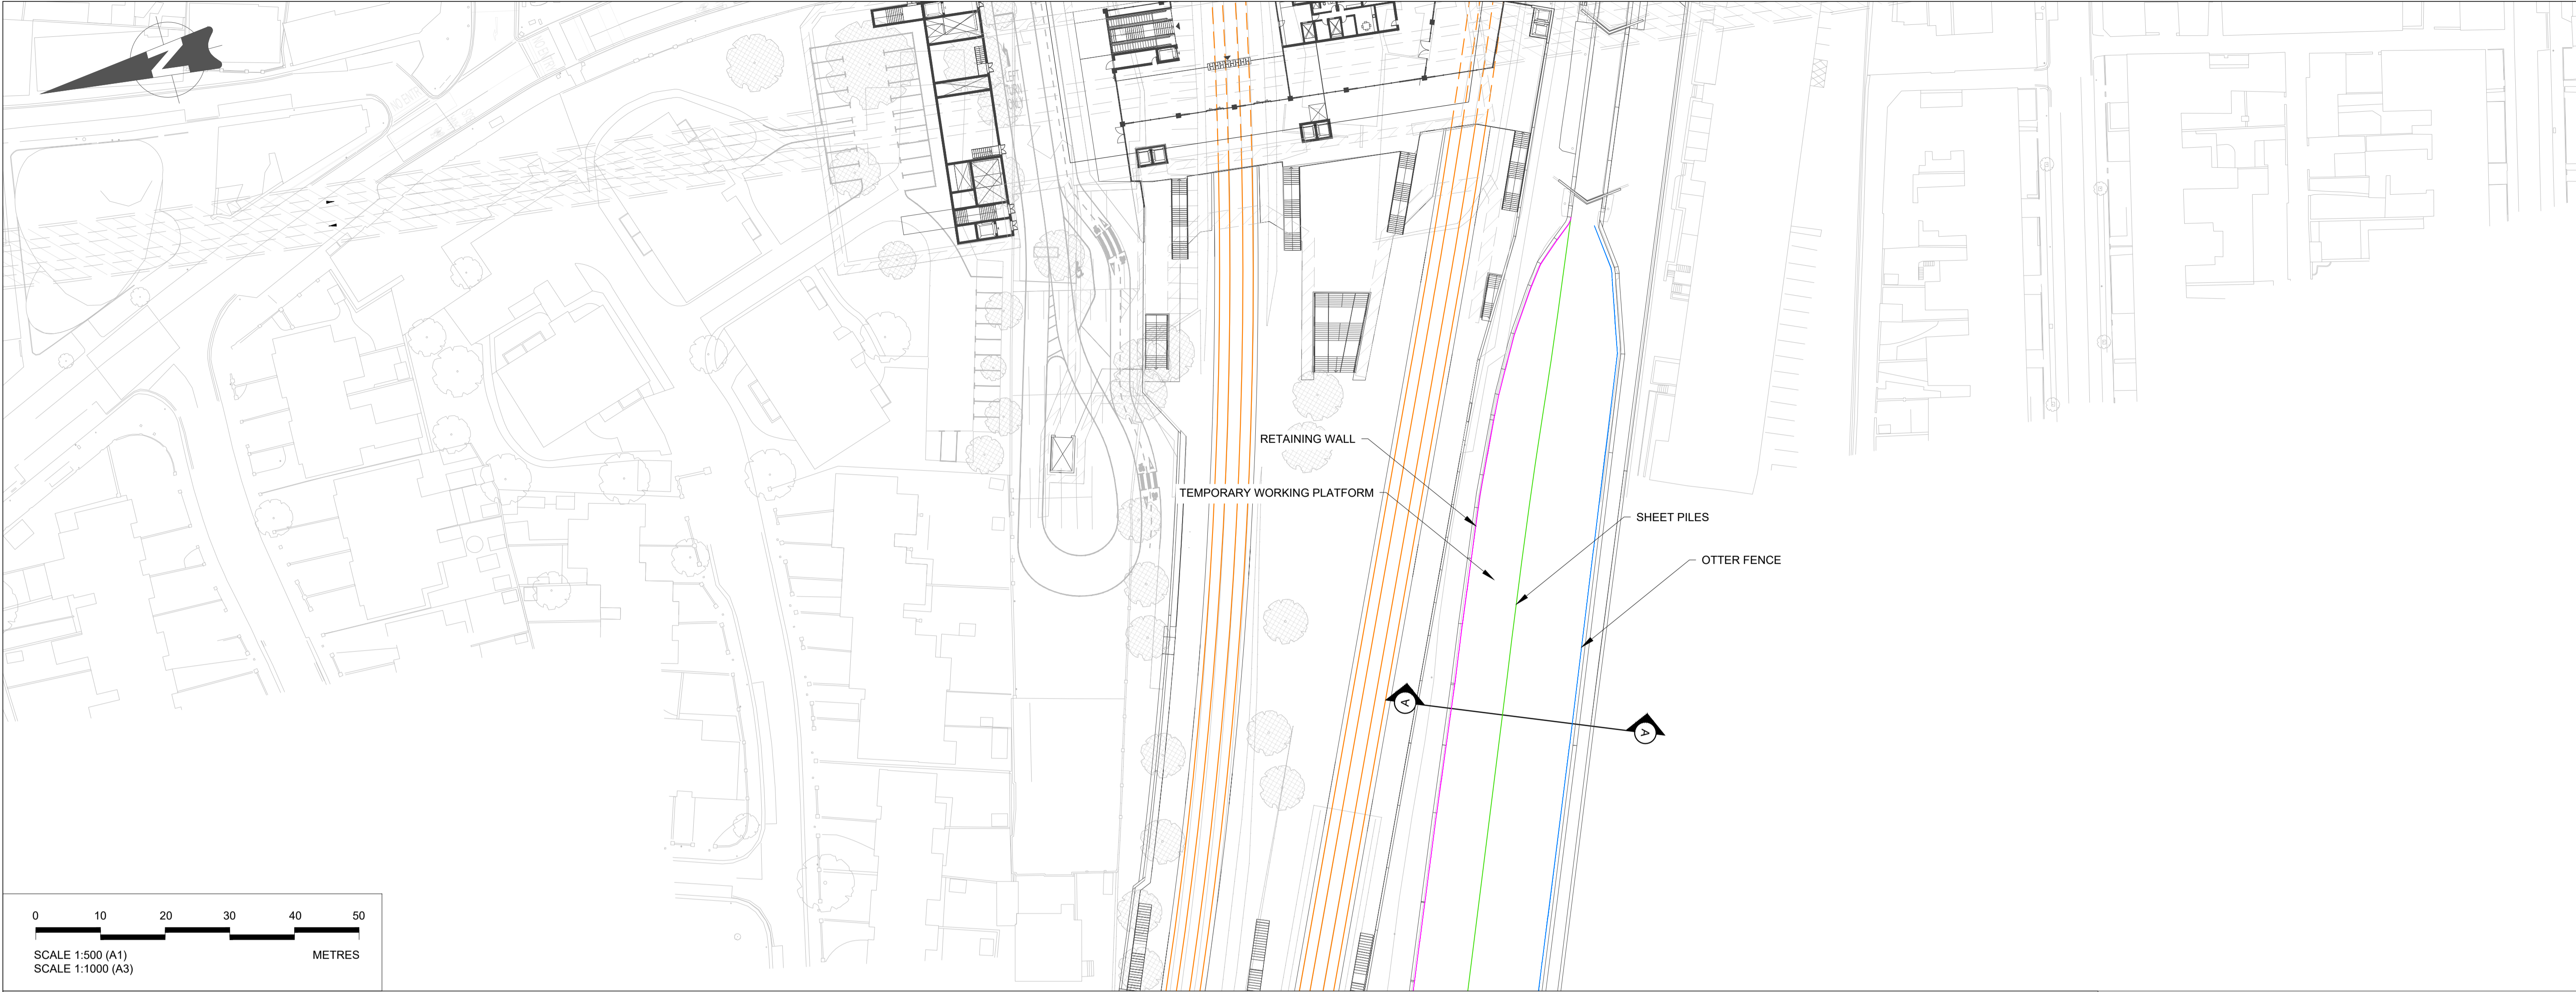 N
RETAINING WALL
TEMPORARY WORKING PLATFORM
SHEET PILES
OTTER FENCE
A
A
0 10 20 30 40 50
SCALE 1:500 (A1) METRES
SCALE 1:1000 (A3)